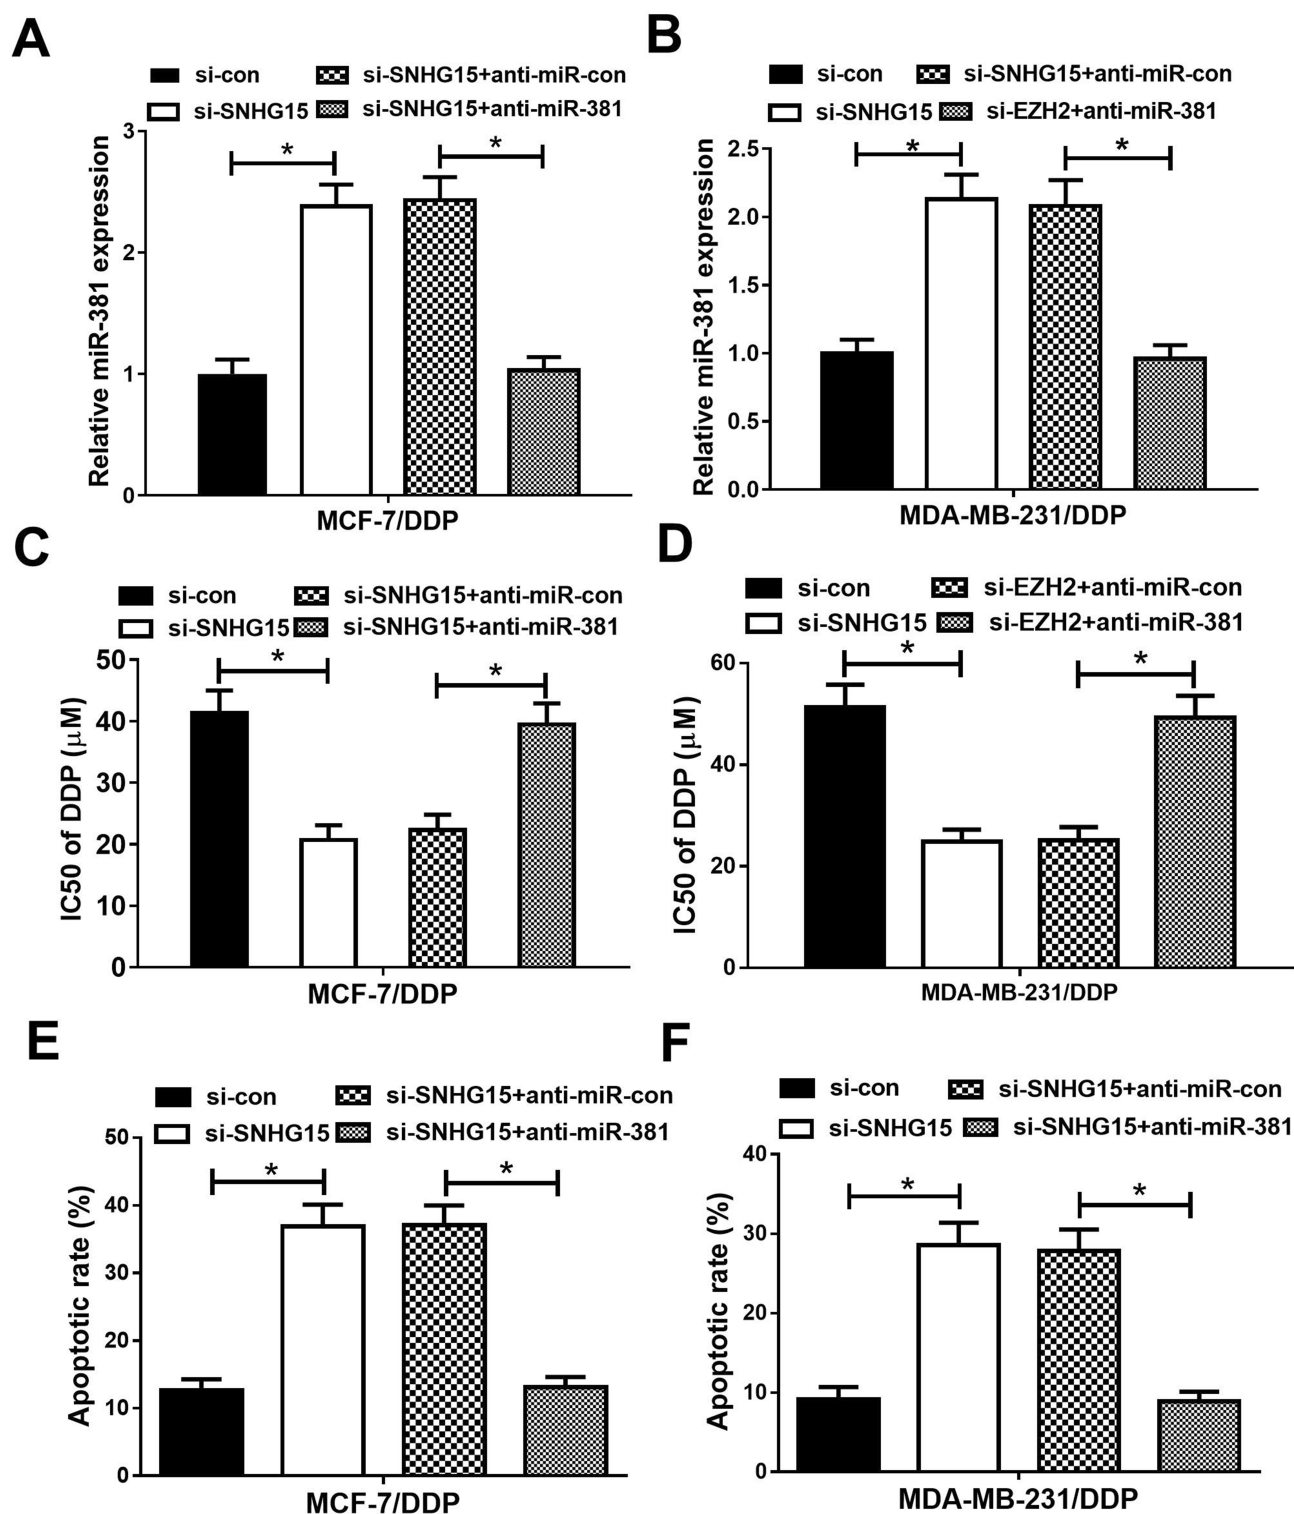 A
si-con
si-SNHG15+anti-miR-con
si-SNHG15
si-SNHG15+anti-miR-381
Relative miR-381 expression
3
2
1
0
*
*
MCF-7/DDP
B
si-con
si-SNHG15+anti-miR-con
si-SNHG15
si-EZH2+anti-miR-381
Relative miR-381 expression
2.5
2.0
1.5
1.0
0.5
0.0
*
*
MDA-MB-231/DDP
C
si-con
si-SNHG15+anti-miR-con
si-SNHG15
si-SNHG15+anti-miR-381
IC50 of DDP (μM)
50
40
30
20
10
0
*
*
MCF-7/DDP
D
si-con
si-EZH2+anti-miR-con
si-SNHG15
si-EZH2+anti-miR-381
IC50 of DDP (μM)
60
40
20
0
*
*
MDA-MB-231/DDP
E
si-con
si-SNHG15+anti-miR-con
si-SNHG15
si-SNHG15+anti-miR-381
Apoptotic rate (%)
50
40
30
20
10
0
*
*
MCF-7/DDP
F
si-con
si-SNHG15+anti-miR-con
si-SNHG15
si-SNHG15+anti-miR-381
Apoptotic rate (%)
40
30
20
10
0
*
*
MDA-MB-231/DDP